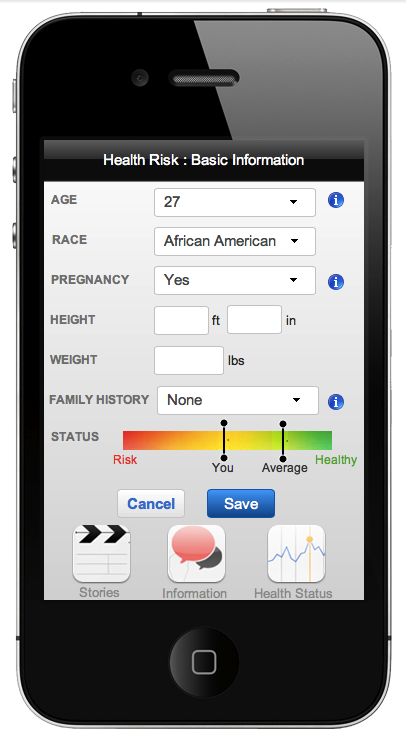 Health Risk : Basic Information
AGE 27 i
RACE African American
PREGNANCY Yes i
HEIGHT ft in
WEIGHT lbs
FAMILY HISTORY None i
STATUS
Risk You Average Healthy
Cancel Save
Stories Information Health Status